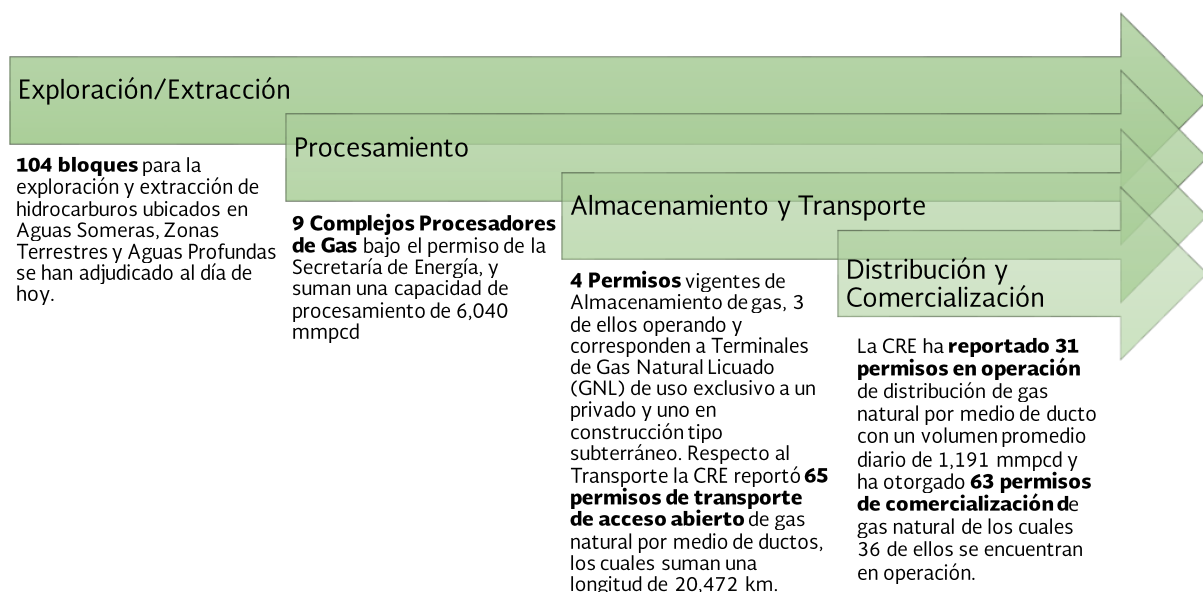 Exploración/Extracción
104 bloques para la
exploración y extracción de
hidrocarburos ubicados en
Aguas Someras, Zonas
Terrestres y Aguas Profundas
se han adjudicado al día de
hoy.
Procesamiento
9 Complejos Procesadores
de Gas bajo el permiso de la
Secretaría de Energía, y
suman una capacidad de
procesamiento de 6,040
mmpcd
Almacenamiento y Transporte
4 Permisos vigentes de
Almacenamiento de gas, 3
de ellos operando y
corresponden a Terminales
de Gas Natural Licuado
(GNL) de uso exclusivo a un
privado y uno en
construcción tipo
subterráneo. Respecto al
Transporte la CRE reportó 65
permisos de transporte
de acceso abierto de gas
natural por medio de ductos,
los cuales suman una
longitud de 20,472 km.
Distribución y
Comercialización
La CRE ha reportado 31
permisos en operación
de distribución de gas
natural por medio de ducto
con un volumen promedio
diario de 1,191 mmpcd y
ha otorgado 63 permisos
de comercialización de
gas natural de los cuales
36 de ellos se encuentran
en operación.